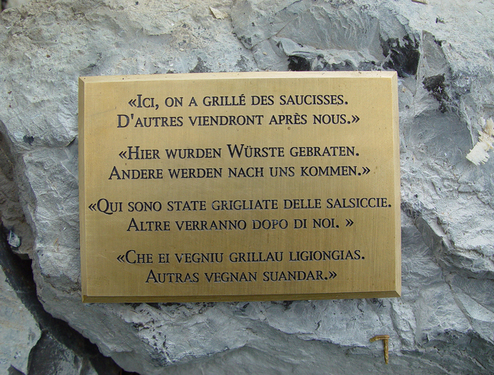 «Ici, on a grillé des saucisses.
D'autres viendront après nous.»
«Hier wurden Würste gebraten.
Andere werden nach uns kommen.»
«Qui sono state grigliate delle salsiccie.
Altre verranno dopo di noi. »
«Che ei vegniu grillau ligiongias.
Autras vegnan suandar.»